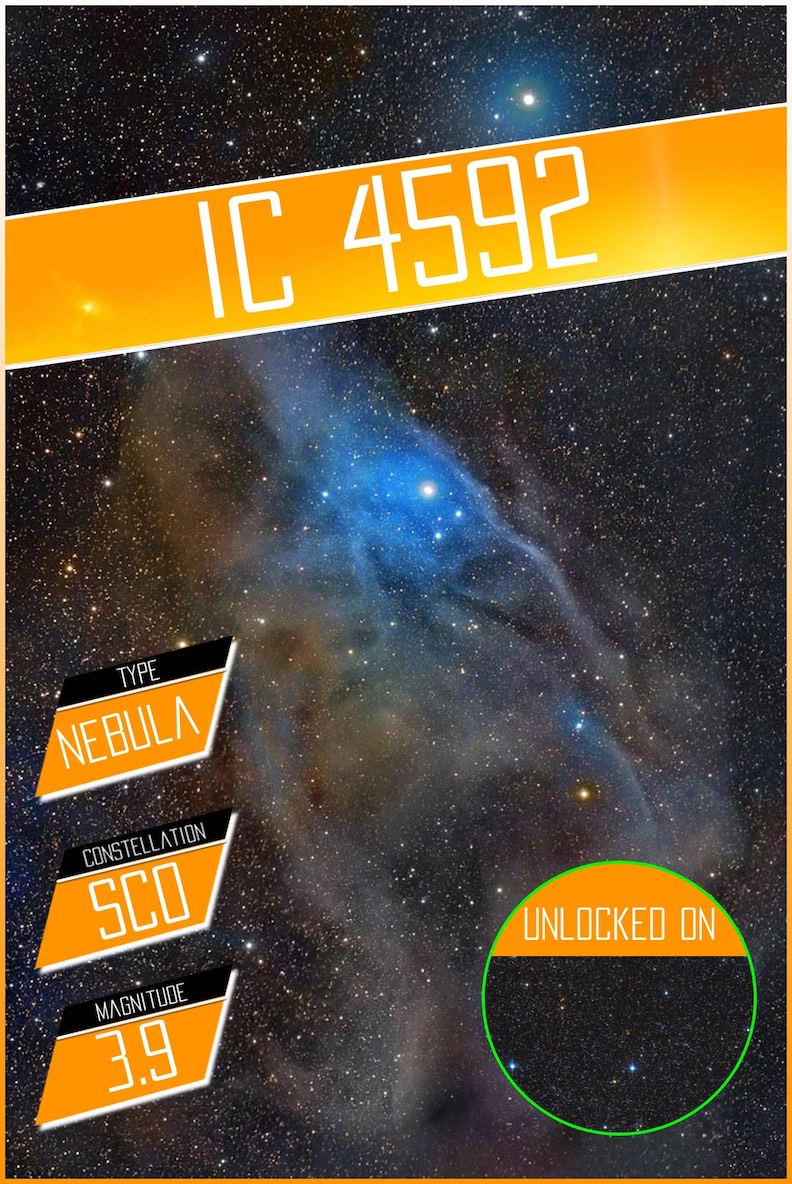 IC 4592
TYPE
NEBULA
CONSTELLATION
SCO
MAGNITUDE
3.9
UNLOCKED ON